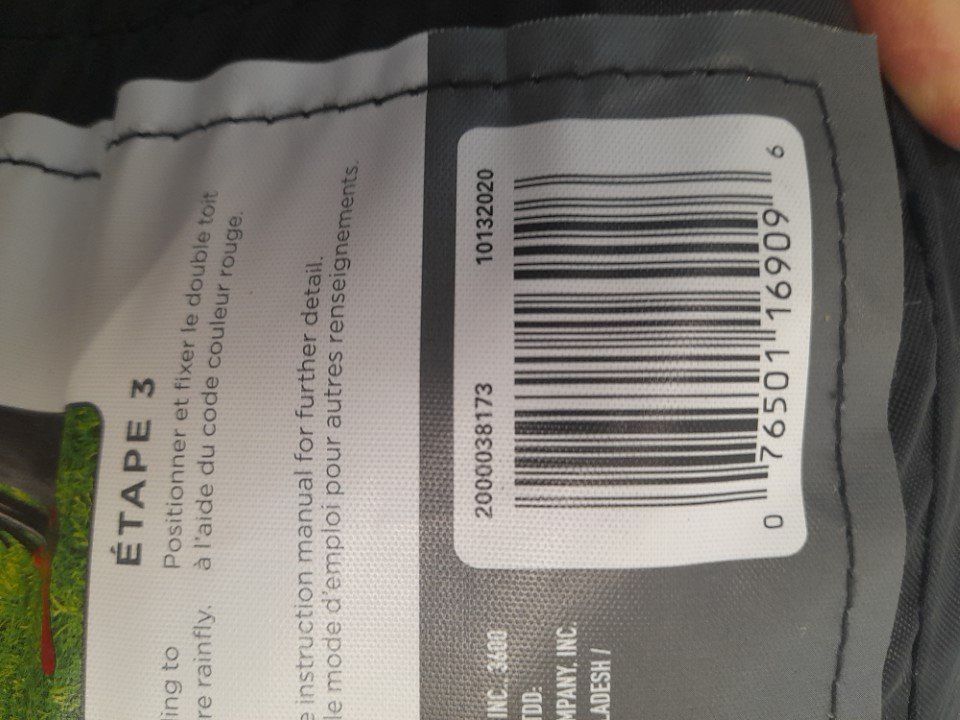 ÉTAPE 3
Positionner et fixer le double toit
à l'aide du code couleur rouge.
ing to
re rainfly.
instruction manual for further detail.
le mode d'emploi pour autres renseignements.
2000038173 10132020
0 76501 16909 6
INC., 3600
TDD:
MPANY, INC.
LADESH /